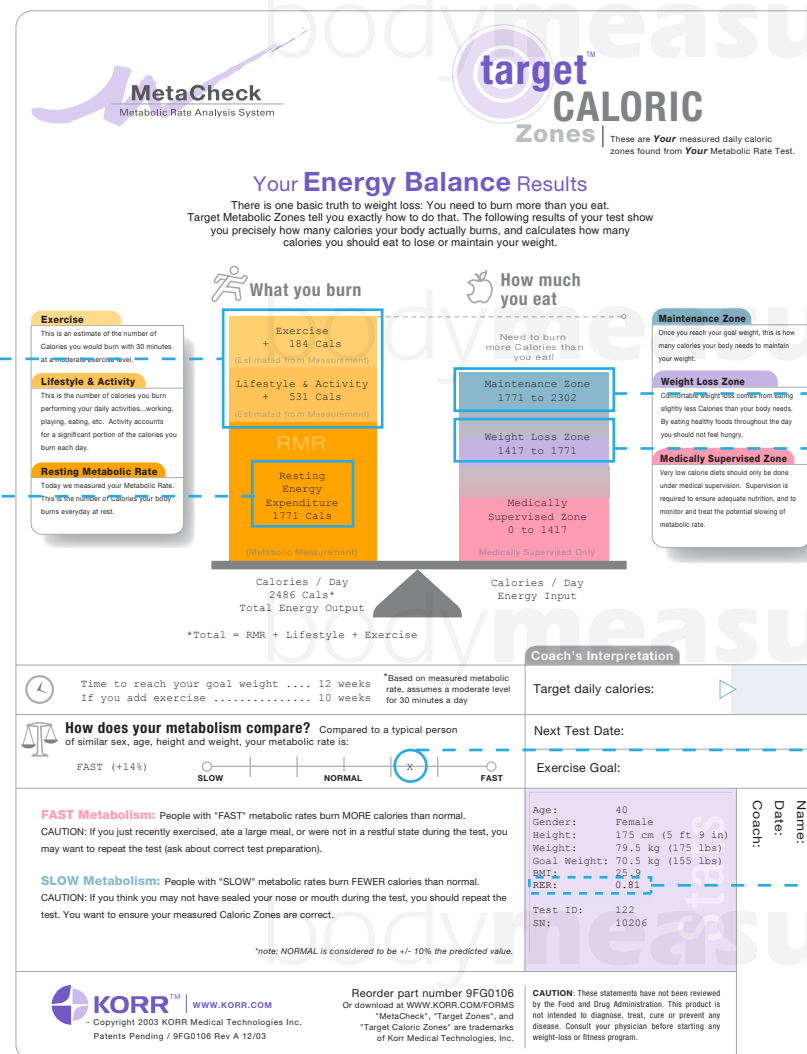 bodymeasu
MetaCheck
Metabolic Rate Analysis System
target™
CALORIC
Zones
These are Your measured daily caloric
zones found from Your Metabolic Rate Test.
Your Energy Balance Results
There is one basic truth to weight loss: You need to burn more than you eat.
Target Metabolic Zones tell you exactly how to do that. The following results of your test show
you precisely how many calories your body actually burns, and calculates how many
calories you should eat to lose or maintain your weight.
What you burn
How much
you eat
bodymeasu
Exercise
This is an estimate of the number of
Calories you would burn with 30 minutes
at a moderate exercise level.
Lifestyle & Activity
This is the number of calories you burn
performing your daily activities...working,
playing, eating, etc. Activity accounts
for a significant portion of the calories you
burn each day.
Resting Metabolic Rate
Today we measured your Metabolic Rate.
This is the number of Calories your body
burns everyday at rest.
Exercise
+ 184 Cals
(Estimated from Measurement)
Lifestyle & Activity
+ 531 Cals
(Estimated from Measurement)
RMR
Resting
Energy
Expenditure
1771 Cals
(Metabolic Measurement)
Need to burn
more Calories than
you eat!
Maintenance Zone
1771 to 2302
Weight Loss Zone
1417 to 1771
Medically
Supervised Zone
0 to 1417
Medically Supervised Only
Maintenance Zone
Once you reach your goal weight, this is how
many calories your body needs to maintain
your weight.
Weight Loss Zone
Comfortable weight loss comes from eating
slightly less Calories than your body needs.
By eating healthy foods throughout the day
you should not feel hungry.
Medically Supervised Zone
Very low calorie diets should only be done
under medical supervision. Supervision is
required to ensure adequate nutrition, and to
monitor and treat the potential slowing of
metabolic rate.
Calories / Day
2486 Cals*
Total Energy Output
Calories / Day
Energy Input
*Total = RMR + Lifestyle + Exercise
bodymeasu
Coach's Interpretation
Time to reach your goal weight .... 12 weeks
If you add exercise ............... 10 weeks
*Based on measured metabolic
rate, assumes a moderate level
for 30 minutes a day
Target daily calories:
How does your metabolism compare? Compared to a typical person
of similar sex, age, height and weight, your metabolic rate is:
FAST (+14%)
X
SLOW
NORMAL
FAST
Next Test Date:
Exercise Goal:
FAST Metabolism: People with "FAST" metabolic rates burn MORE calories than normal.
CAUTION: If you just recently exercised, ate a large meal, or were not in a restful state during the test, you
may want to repeat the test (ask about correct test preparation).
SLOW Metabolism: People with "SLOW" metabolic rates burn FEWER calories than normal.
CAUTION: If you think you may not have sealed your nose or mouth during the test, you should repeat the
test. You want to ensure your measured Caloric Zones are correct.
*note: NORMAL is considered to be +/- 10% the predicted value.
Age: 40
Gender: Female
Height: 175 cm (5 ft 9 in)
Weight: 79.5 kg (175 lbs)
Goal Weight: 70.5 kg (155 lbs)
BMI: 25.9
RER: 0.81
Test ID: 122
SN: 10206
Stats
Name:
Date:
Coach:
bodymeasu
KORR™
WWW.KORR.COM
- Copyright 2003 KORR Medical Technologies Inc.
Patents Pending / 9FG0106 Rev A 12/03
Reorder part number 9FG0106
Or download at WWW.KORR.COM/FORMS
"MetaCheck", "Target Zones", and
"Target Caloric Zones" are trademarks
of Korr Medical Technologies, Inc.
CAUTION: These statements have not been reviewed
by the Food and Drug Administration. This product is
not intended to diagnose, treat, cure or prevent any
disease. Consult your physician before starting any
weight-loss or fitness program.